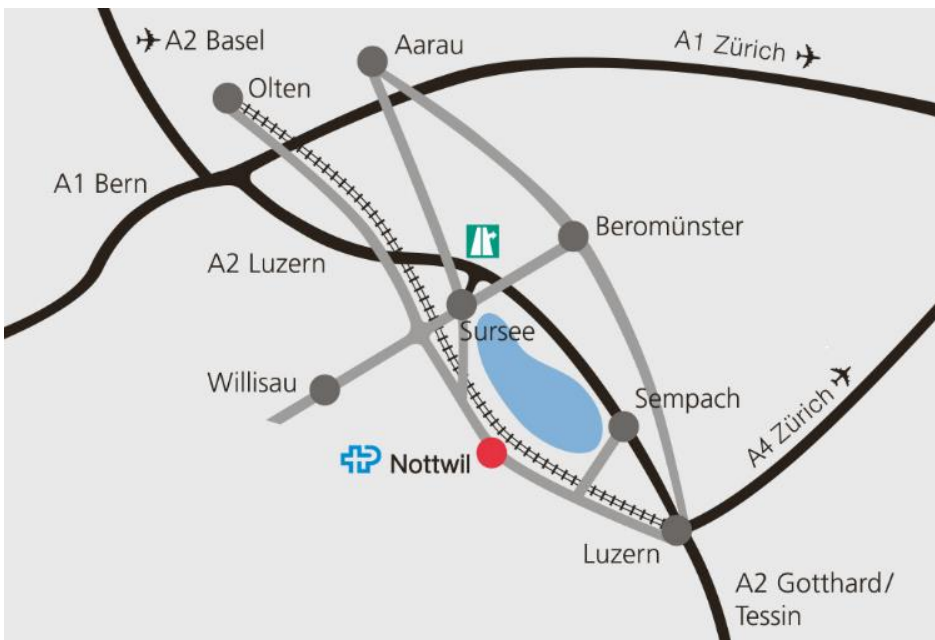 A2 Basel
Aarau
A1 Zürich
Olten
A1 Bern
Beromünster
A2 Luzern
Sursee
Willisau
Sempach
A4 Zürich
Nottwil
Luzern
A2 Gotthard/
Tessin